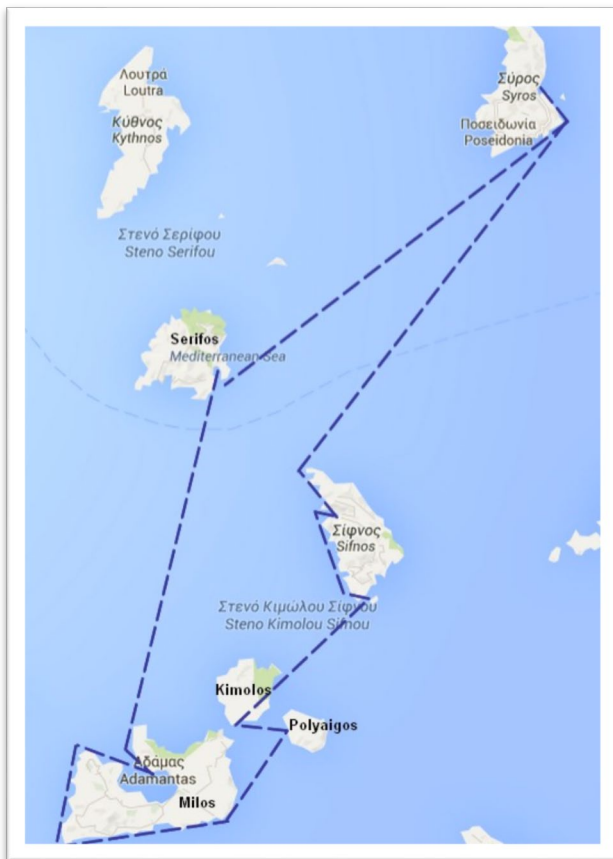 Λουτρά
Loutra
Κύθνος
Kythnos
Σύρος
Syros
Ποσειδωνία
Poseidonia
Στενό Σερίφου
Steno Serifou
Serifos
Mediterranean Sea
Σίφνος
Sifnos
Στενό Κιμώλου Σίφνου
Steno Kimolou Sifnou
Kimolos
Polyaigos
Αδάμας
Adamantas
Milos